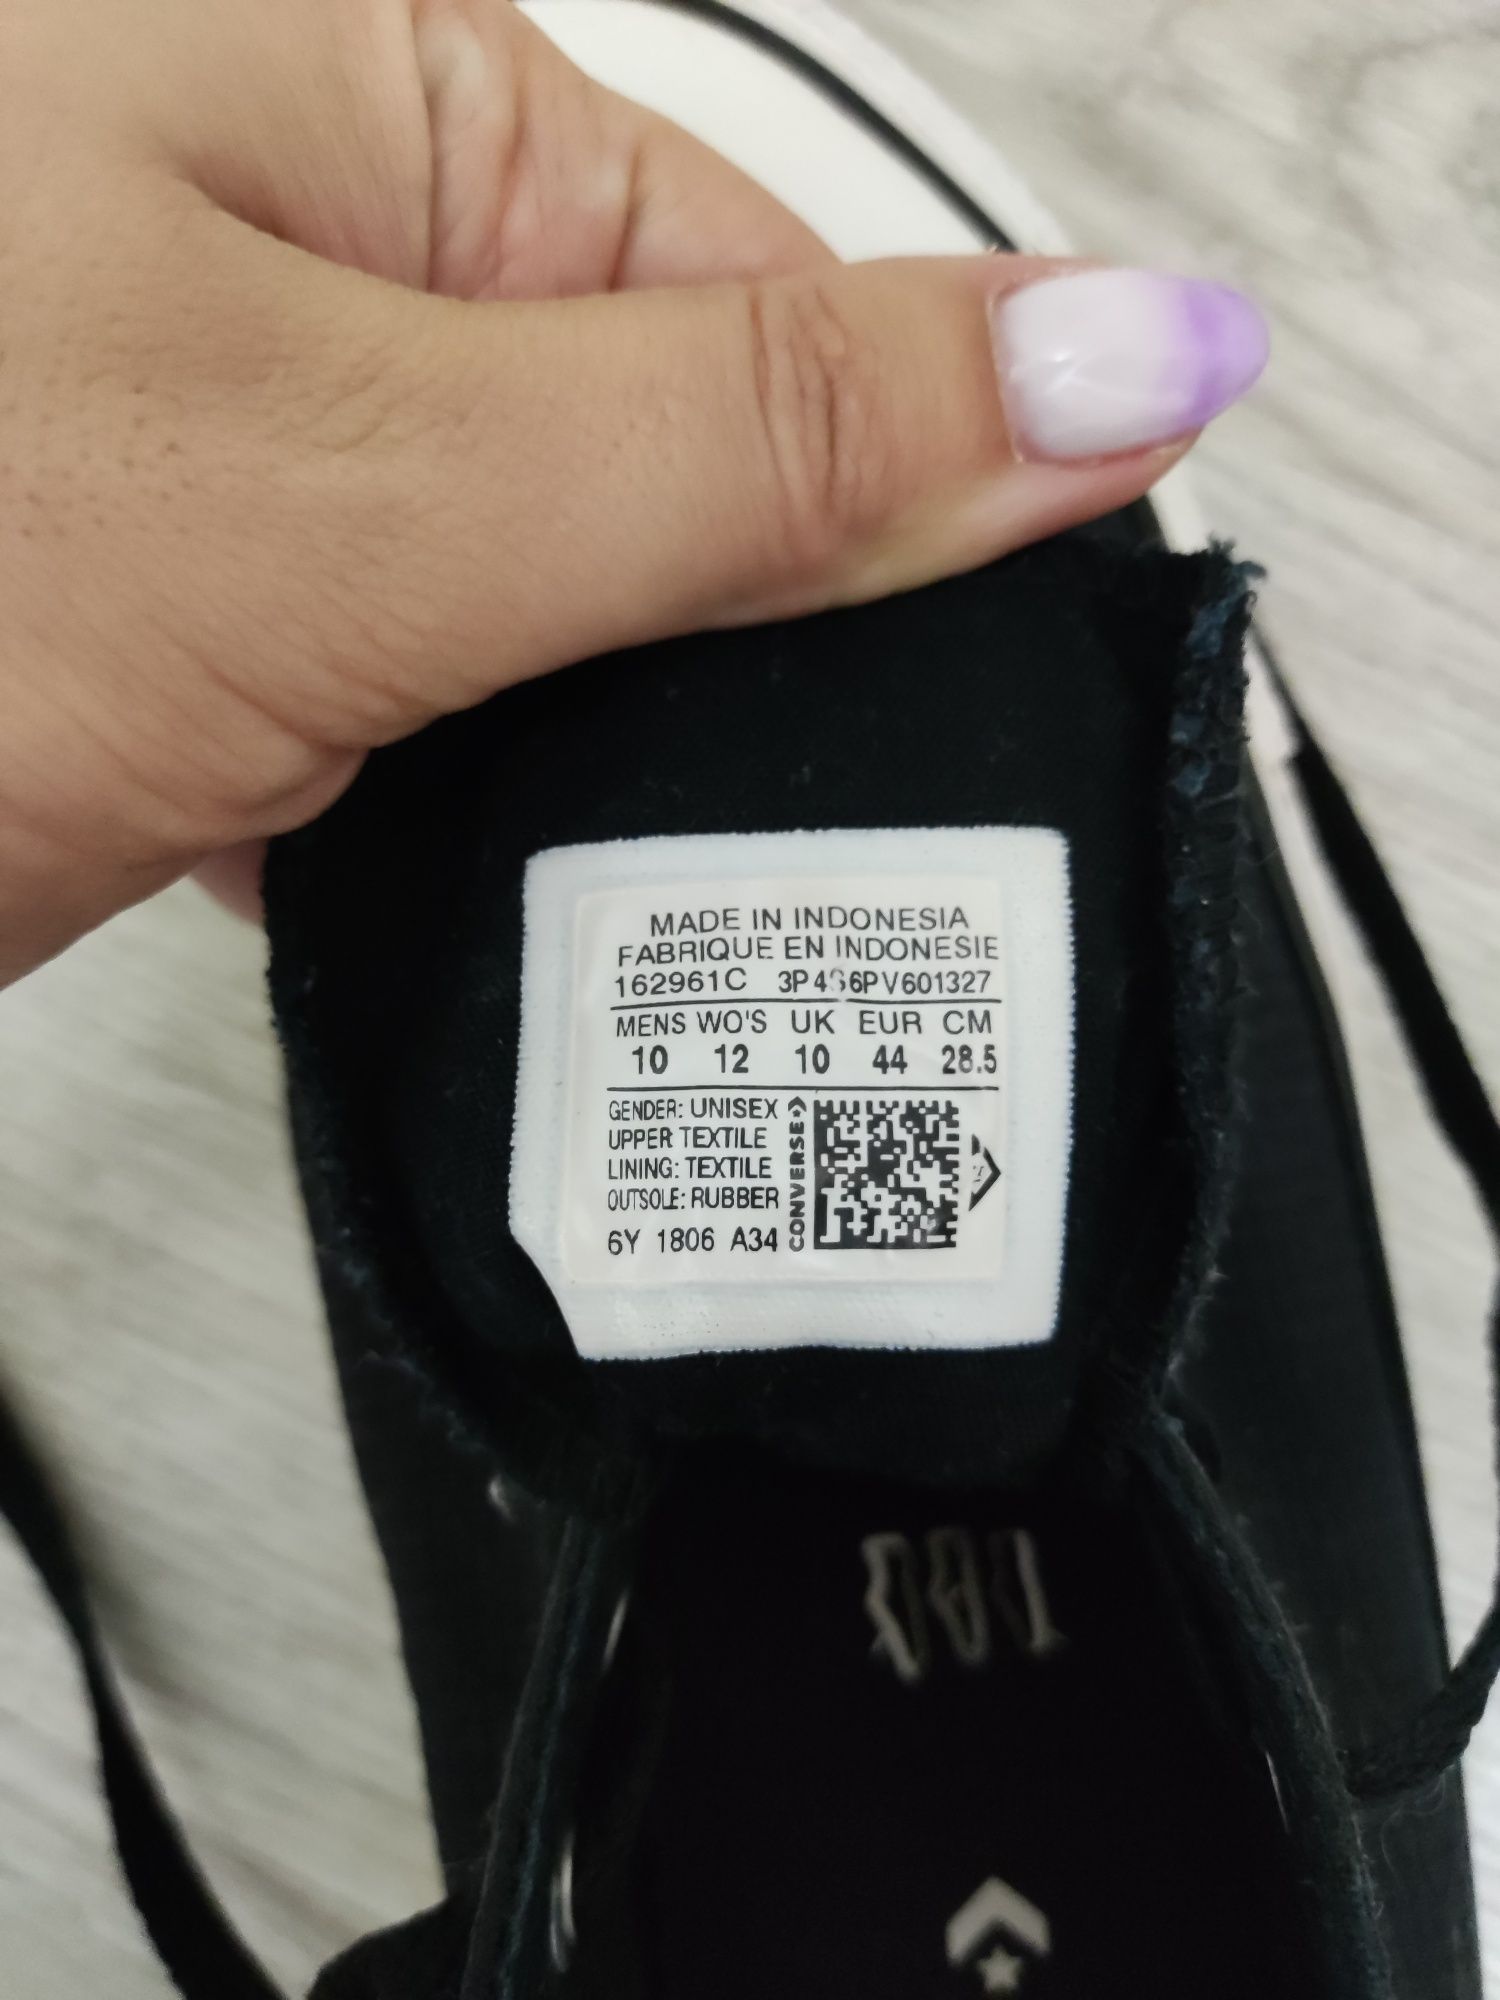 MADE IN INDONESIA
FABRIQUE EN INDONESIE
162961C
MENS WO'S UK EUR CM
10 12 10 44 28.5
GENDER: UNISEX
UPPER TEXTILE
LINING: TEXTILE
OUTSOLE: RUBBER
6Y 1806 A34
CONVERSE